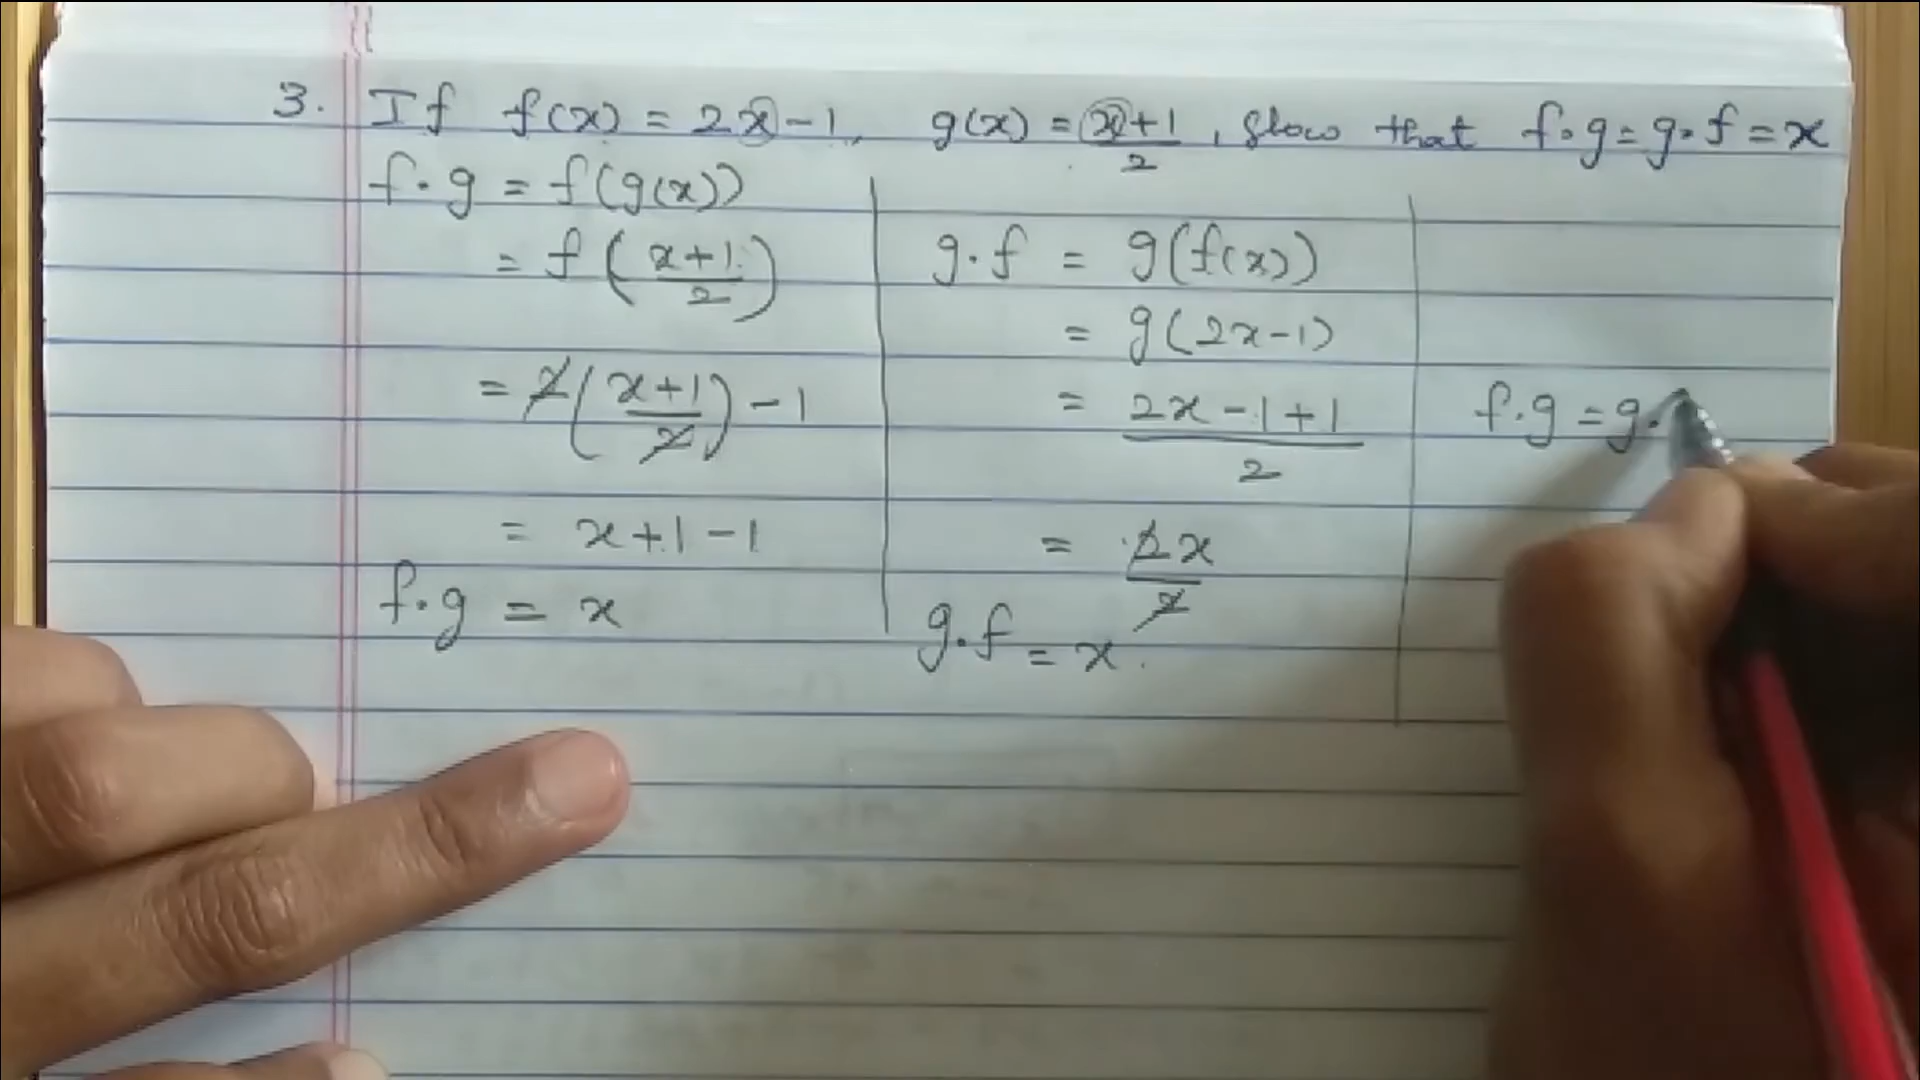 3. If f(x) = 2x-1, g(x) = x+1/2, show that f∘g = g∘f = x
f∘g = f(g(x))
= f(x+1/2)
= 2(x+1/2) - 1
= x+1-1
f∘g = x
g∘f = g(f(x))
= g(2x-1)
= 2x-1+1/2
= 2x/2
g∘f = x.
f∘g = g∘